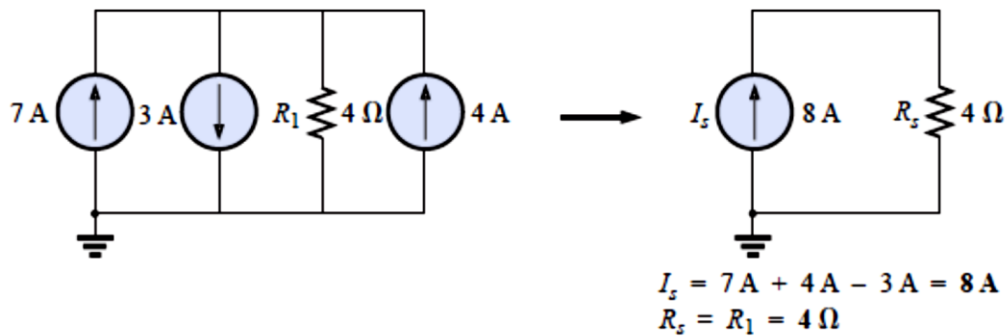 7 A 3 A R1 4 Ω 4 A Is 8 A Rs 4 Ω
Is = 7 A + 4 A – 3 A = 8 A
Rs = R1 = 4 Ω